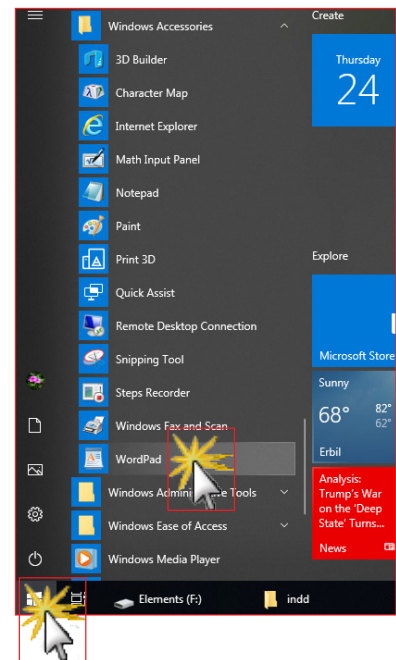 Windows Accessories
3D Builder
Character Map
Internet Explorer
Math Input Panel
Notepad
Paint
Print 3D
Quick Assist
Remote Desktop Connection
Snipping Tool
Steps Recorder
Windows Fax and Scan
WordPad
Windows Admini Tools
Windows Ease of Access
Windows Media Player
Create
Thursday
24
Explore
Microsoft Store
Sunny
68° 82°
62°
Erbil
Analysis:
Trump's War
on the 'Deep
State' Turns...
News
Elements (F:) indd